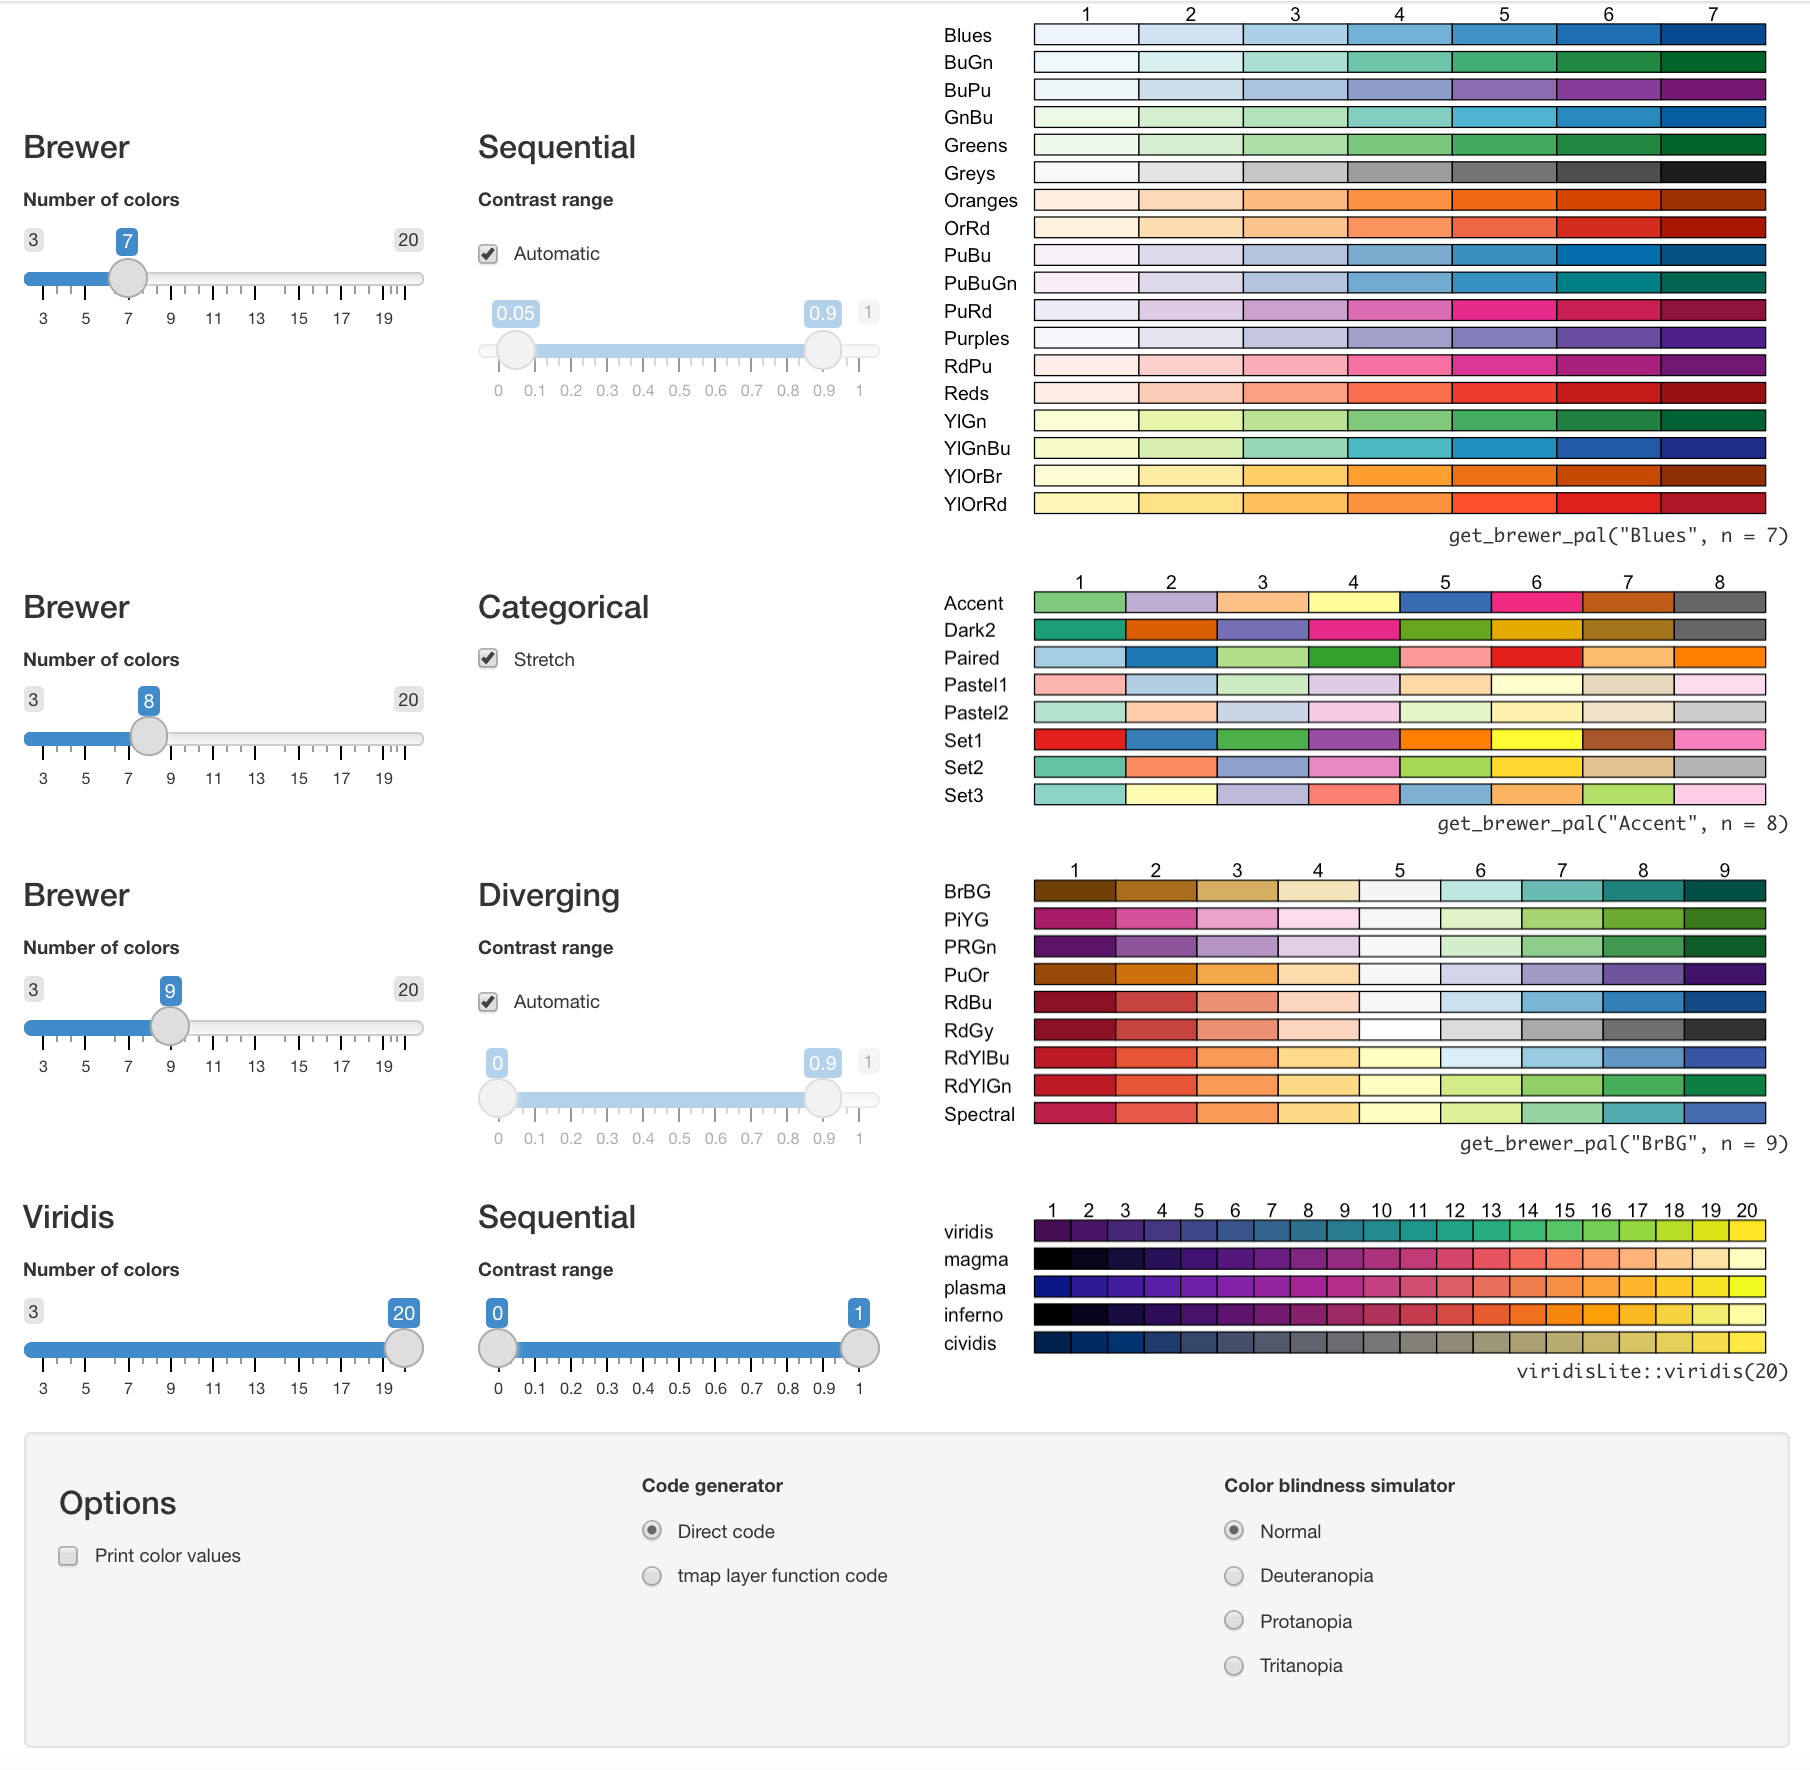 Brewer
Number of colors
3 7 20
3 5 7 9 11 13 15 17 19
Sequential
Contrast range
Automatic
0.05 0.9 1
0 0.1 0.2 0.3 0.4 0.5 0.6 0.7 0.8 0.9 1
1 2 3 4 5 6 7
Blues
BuGn
BuPu
GnBu
Greens
Greys
Oranges
OrRd
PuBu
PuBuGn
PuRd
Purples
RdPu
Reds
YlGn
YlGnBu
YlOrBr
YlOrRd
get_brewer_pal("Blues", n = 7)
Brewer
Number of colors
3 8 20
3 5 7 9 11 13 15 17 19
Categorical
Stretch
1 2 3 4 5 6 7 8
Accent
Dark2
Paired
Pastel1
Pastel2
Set1
Set2
Set3
get_brewer_pal("Accent", n = 8)
Brewer
Number of colors
3 9 20
3 5 7 9 11 13 15 17 19
Diverging
Contrast range
Automatic
0 0.9 1
0 0.1 0.2 0.3 0.4 0.5 0.6 0.7 0.8 0.9 1
1 2 3 4 5 6 7 8 9
BrBG
PiYG
PRGn
PuOr
RdBu
RdGy
RdYlBu
RdYlGn
Spectral
get_brewer_pal("BrBG", n = 9)
Viridis
Number of colors
3 20
3 5 7 9 11 13 15 17 19
Sequential
Contrast range
0 1
0 0.1 0.2 0.3 0.4 0.5 0.6 0.7 0.8 0.9 1
1 2 3 4 5 6 7 8 9 10 11 12 13 14 15 16 17 18 19 20
viridis
magma
plasma
inferno
cividis
viridisLite::viridis(20)
Options
Print color values
Code generator
Direct code
tmap layer function code
Color blindness simulator
Normal
Deuteranopia
Protanopia
Tritanopia